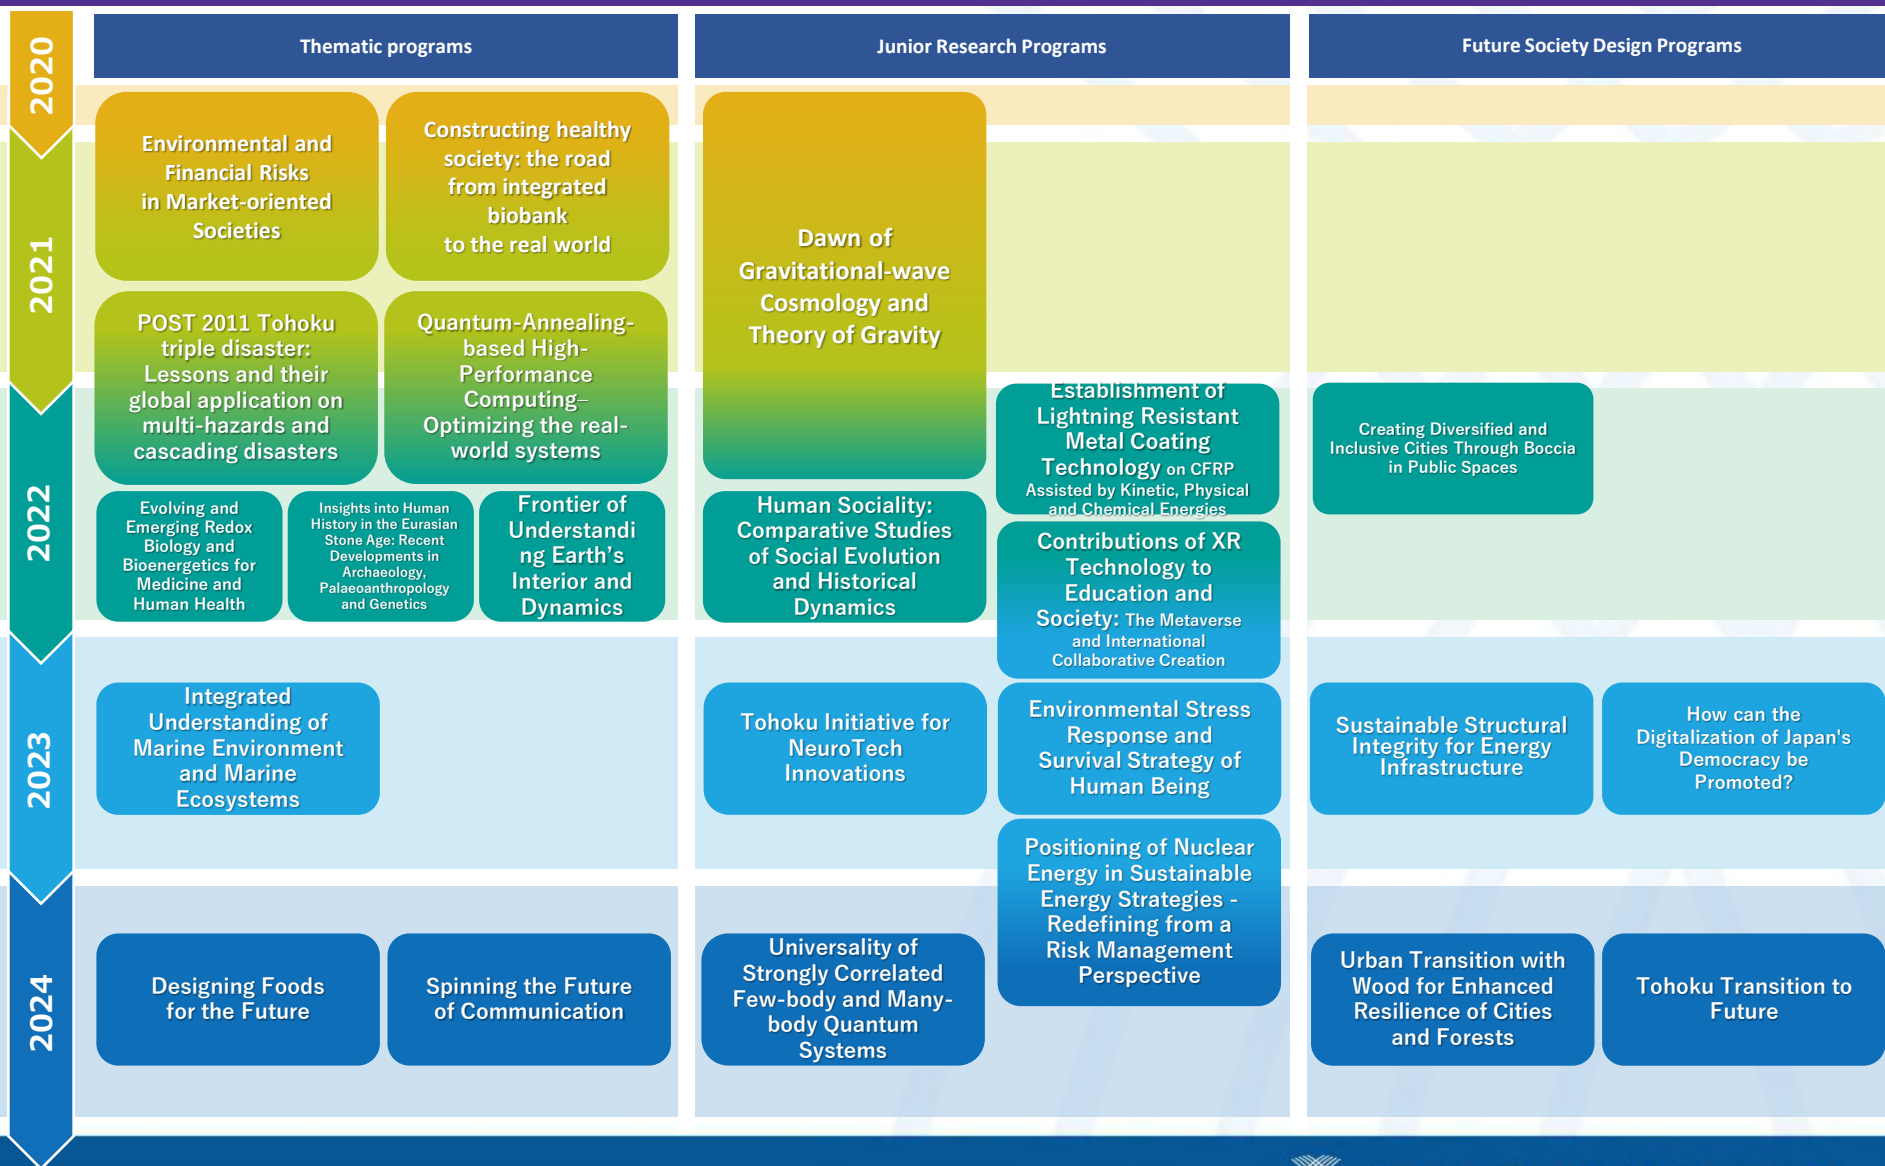 Thematic programs
Junior Research Programs
Future Society Design Programs
2020
2021
2022
2023
2024
Environmental and
Financial Risks
in Market-oriented
Societies
Constructing healthy
society: the road
from integrated
biobank
to the real world
POST 2011 Tohoku
triple disaster:
Lessons and their
global application on
multi-hazards and
cascading disasters
Quantum-Annealing-
based High-
Performance
Computing–
Optimizing the real-
world systems
Evolving and
Emerging Redox
Biology and
Bioenergetics for
Medicine and
Human Health
Insights into Human
History in the Eurasian
Stone Age: Recent
Developments in
Archaeology,
Palaeoanthropology
and Genetics
Frontier of
Understandi
ng Earth's
Interior and
Dynamics
Integrated
Understanding of
Marine Environment
and Marine
Ecosystems
Designing Foods
for the Future
Spinning the Future
of Communication
Dawn of
Gravitational-wave
Cosmology and
Theory of Gravity
Human Sociality:
Comparative Studies
of Social Evolution
and Historical
Dynamics
Establishment of
Lightning Resistant
Metal Coating
Technology on CFRP
Assisted by Kinetic, Physical
and Chemical Energies
Contributions of XR
Technology to
Education and
Society: The Metaverse
and International
Collaborative Creation
Tohoku Initiative for
NeuroTech
Innovations
Environmental Stress
Response and
Survival Strategy of
Human Being
Positioning of Nuclear
Energy in Sustainable
Energy Strategies -
Redefining from a
Risk Management
Perspective
Universality of
Strongly Correlated
Few-body and Many-
body Quantum
Systems
Creating Diversified and
Inclusive Cities Through Boccia
in Public Spaces
Sustainable Structural
Integrity for Energy
Infrastructure
How can the
Digitalization of Japan's
Democracy be
Promoted?
Urban Transition with
Wood for Enhanced
Resilience of Cities
and Forests
Tohoku Transition to
Future